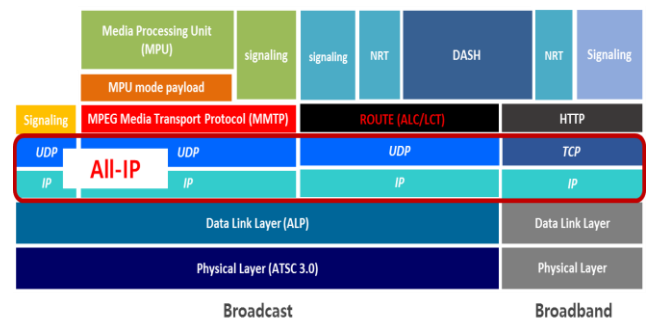 Media Processing Unit
(MPU)
signaling
signaling
NRT
DASH
NRT
Signaling
MPU mode payload
Signaling
MPEG Media Transport Protocol (MMTP)
ROUTE (ALC/LCT)
HTTP
UDP
UDP
UDP
TCP
All-IP
IP
IP
IP
IP
Data Link Layer (ALP)
Data Link Layer
Physical Layer (ATSC 3.0)
Physical Layer
Broadcast
Broadband